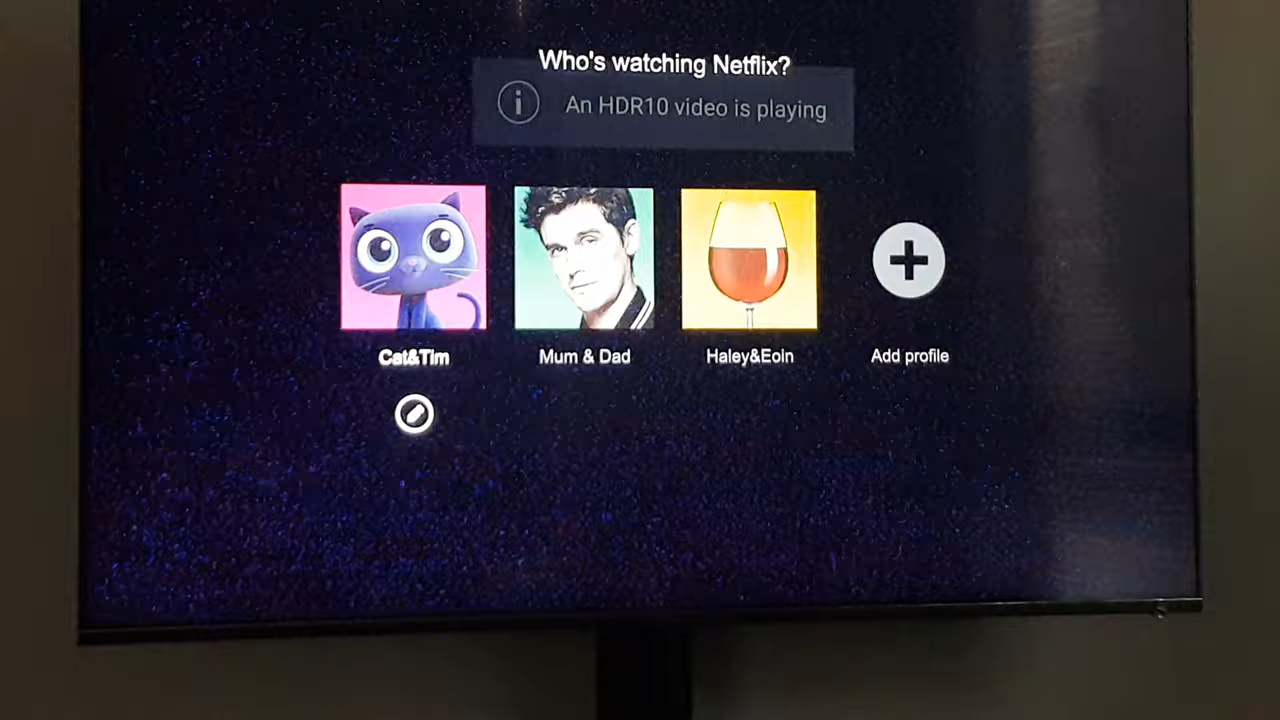 Who's watching Netflix?
An HDR10 video is playing
Cat&Tim
Mum & Dad
Haley&Eoin
Add profile